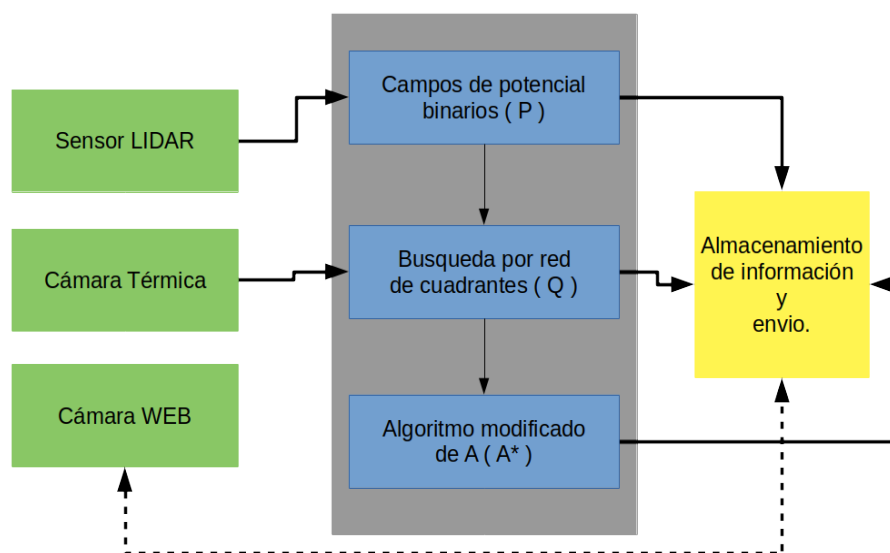 Sensor LIDAR
Cámara Térmica
Cámara WEB
Campos de potencial
binarios ( P )
Busqueda por red
de cuadrantes ( Q )
Algoritmo modificado
de A ( A* )
Almacenamiento
de información
y
envio.